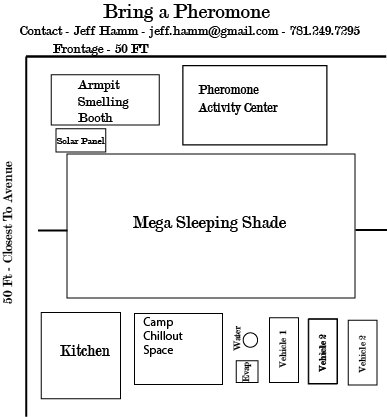 Bring a Pheromone
Contact - Jeff Hamm - jeff.hamm@gmail.com - 781.249.7295
Frontage - 50 FT
Armpit
Smelling
Booth
Pheromone
Activity Center
Solar Panel
50 Ft - Closest To Avenue
Mega Sleeping Shade
Kitchen
Camp
Chillout
Space
Water
Evap
Vehicle 1
Vehicle 2
Vehicle 2